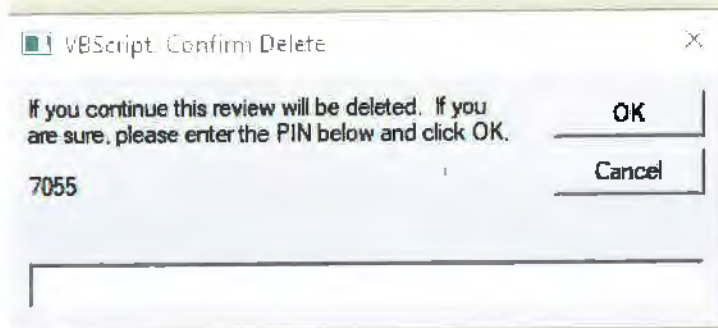 VBScript: Confirm Delete
If you continue this review will be deleted. If you
are sure, please enter the PIN below and click OK.
7055
OK
Cancel